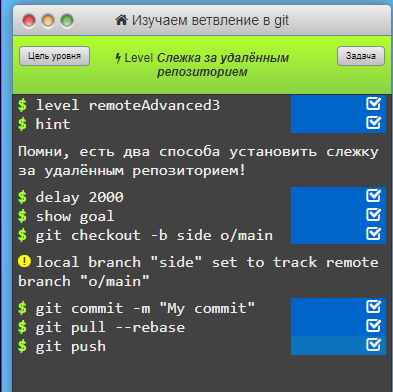 Изучаем ветвление в git
Цель уровня
Level Слежка за удалённым
репозиторием
Задача
$ level remoteAdvanced3
$ hint
Помни, есть два способа установить слежку
за удалённым репозиторием!
$ delay 2000
$ show goal
$ git checkout -b side o/main
local branch "side" set to track remote
branch "o/main"
$ git commit -m "My commit"
$ git pull --rebase
$ git push